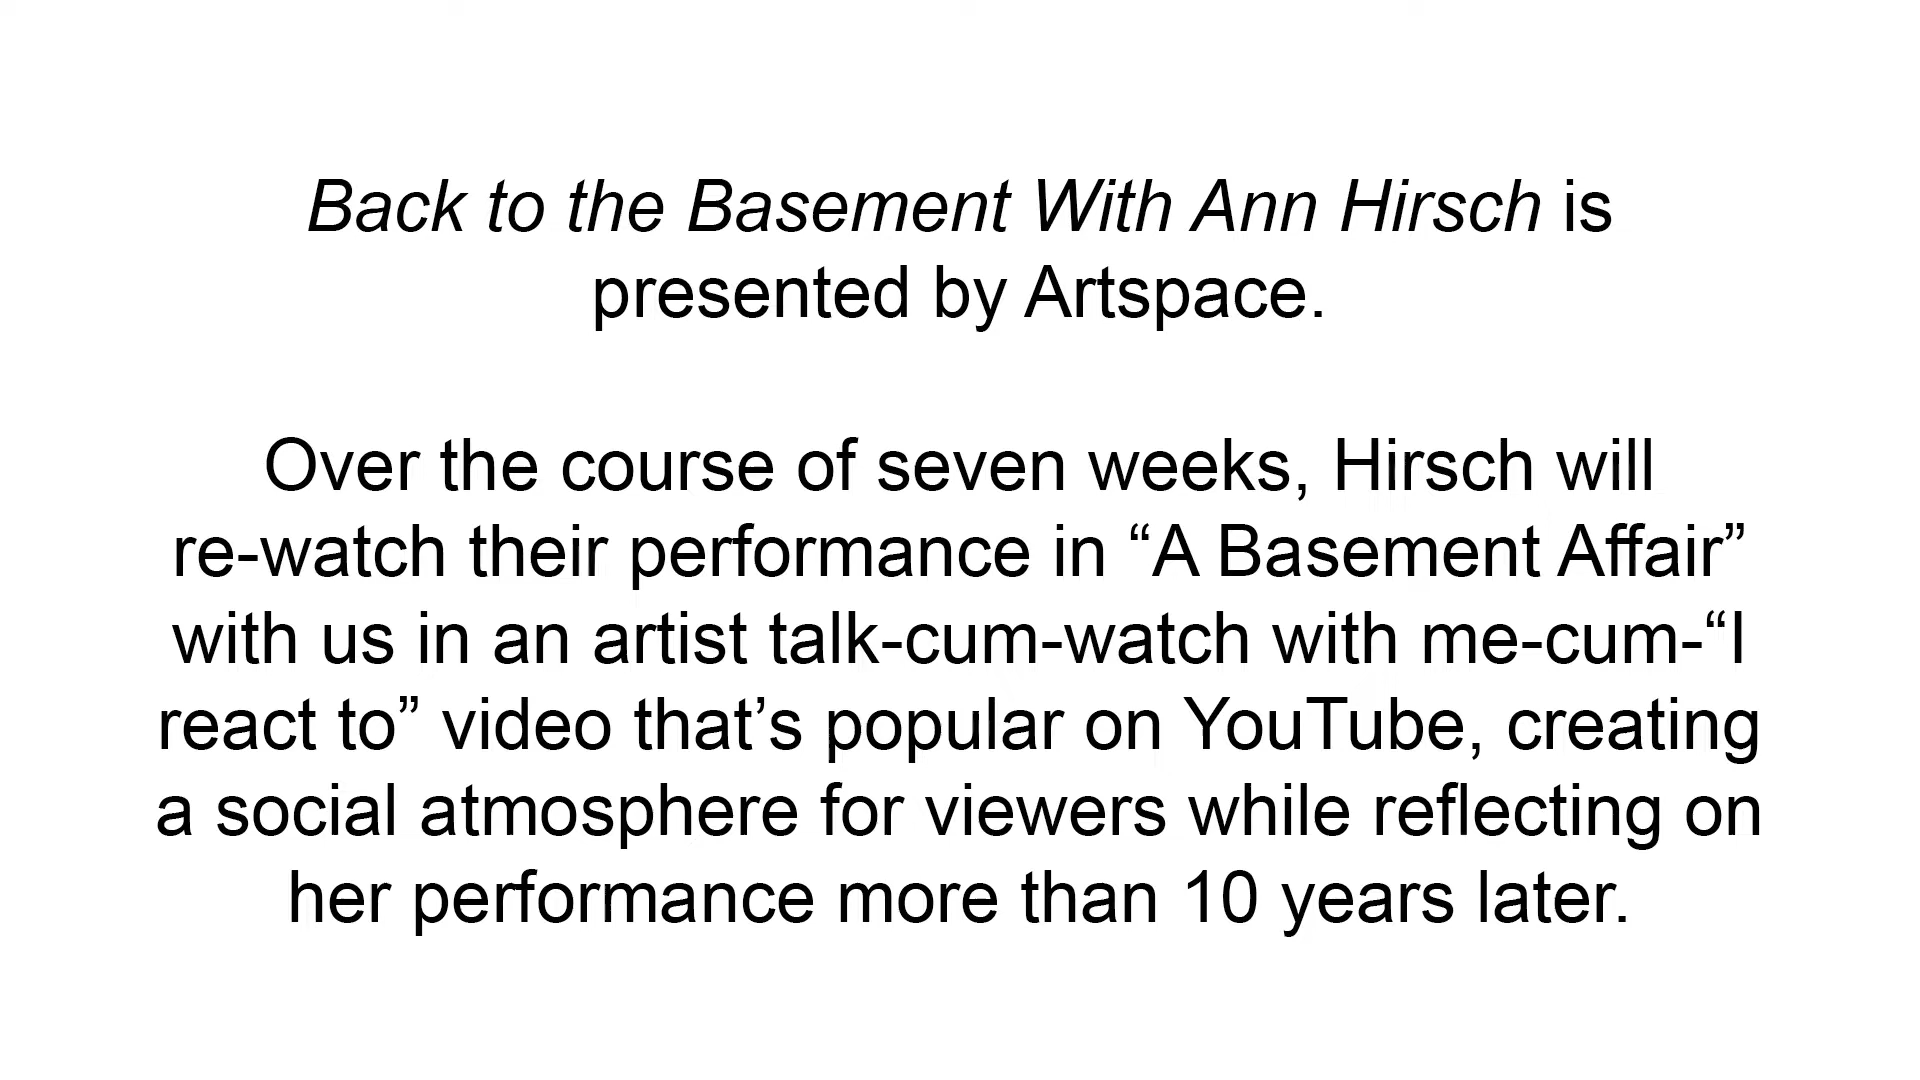 Back to the Basement With Ann Hirsch is
presented by Artspace.
Over the course of seven weeks, Hirsch will
re-watch their performance in “A Basement Affair”
with us in an artist talk-cum-watch with me-cum-“I
react to” video that’s popular on YouTube, creating
a social atmosphere for viewers while reflecting on
her performance more than 10 years later.